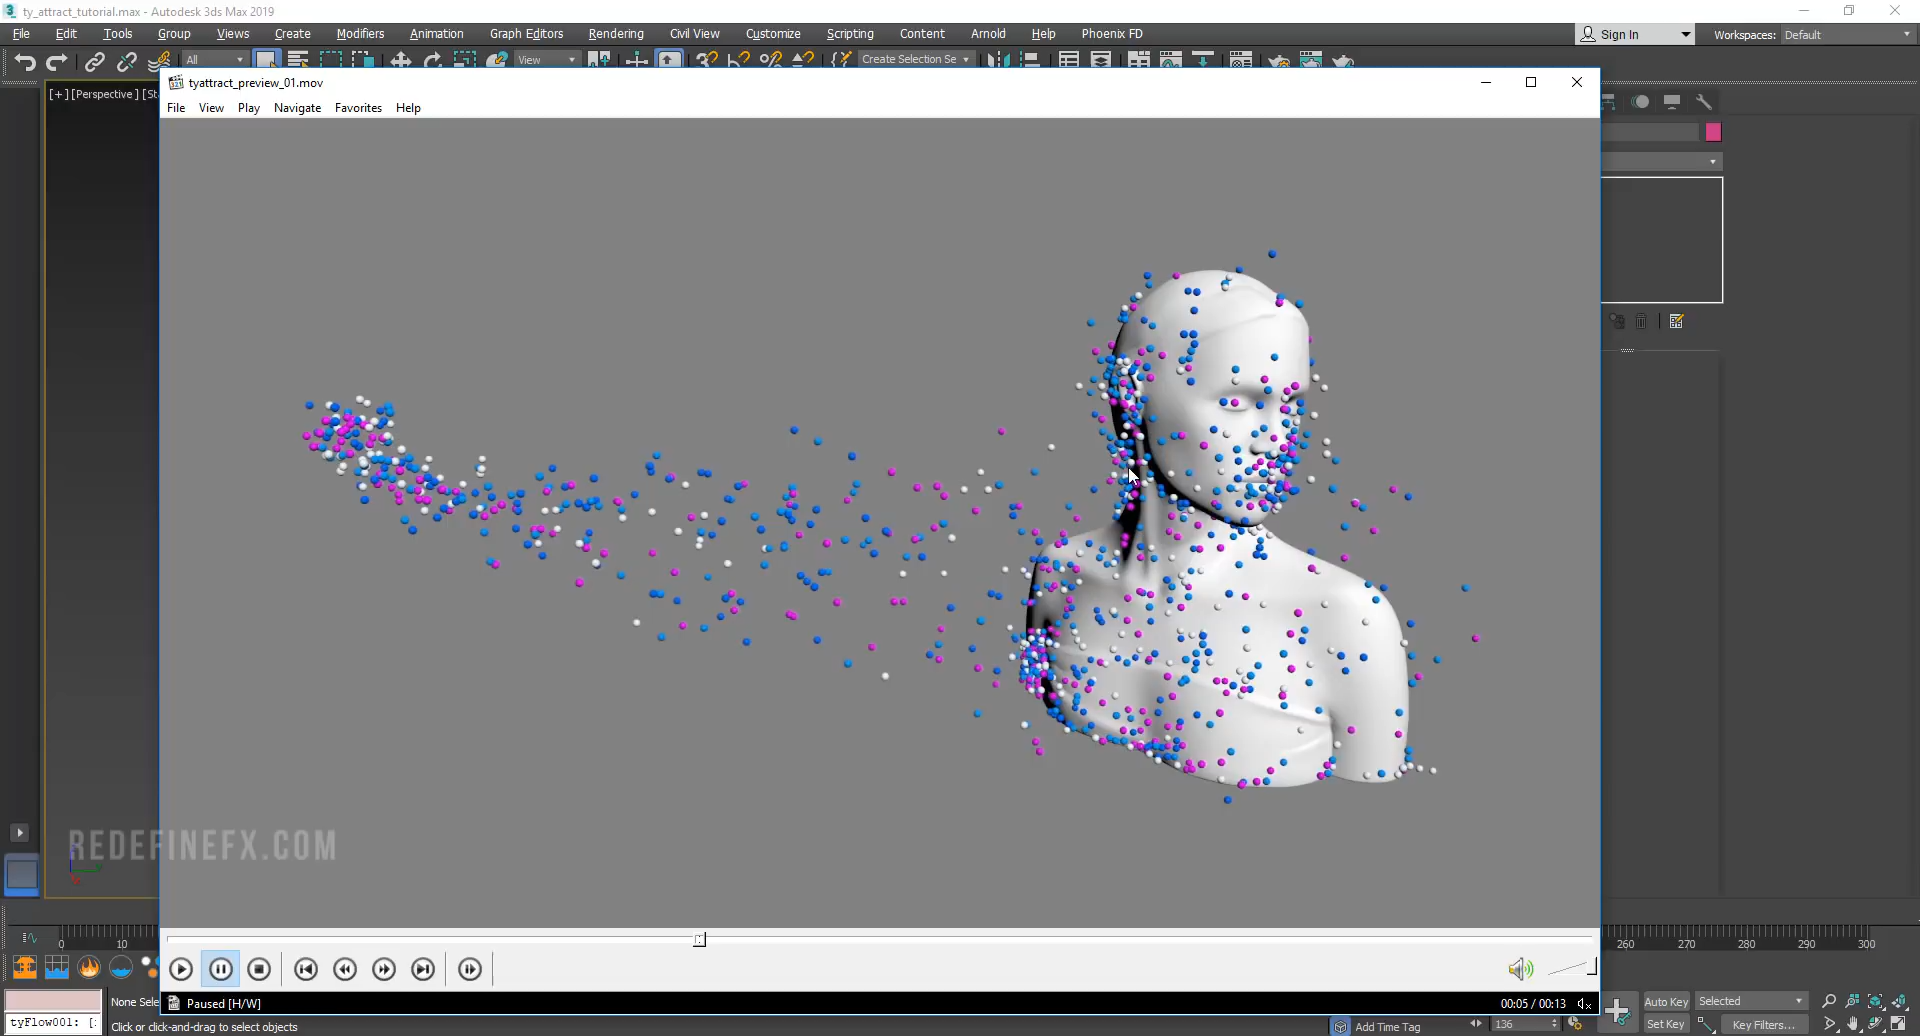 ty_attract_tutorial.max - Autodesk 3ds Max 2019
File Edit Tools Group Views Create Modifiers Animation Graph Editors Rendering Civil View Customize Scripting Content Arnold Help Phoenix FD
Sign In
Workspaces: Default
All
View
Create Selection Se
[+] [Perspective] [Sta
tyattract_preview_01.mov
File View Play Navigate Favorites Help
REDEFINEFX.COM
0 10
260 270 280 290 300
Paused [H/W]
00:05 / 00:13
None Sele
Auto Key
Selected
tyFlow001: [
Click or click-and-drag to select objects
Add Time Tag
136
Set Key
Key Filters...